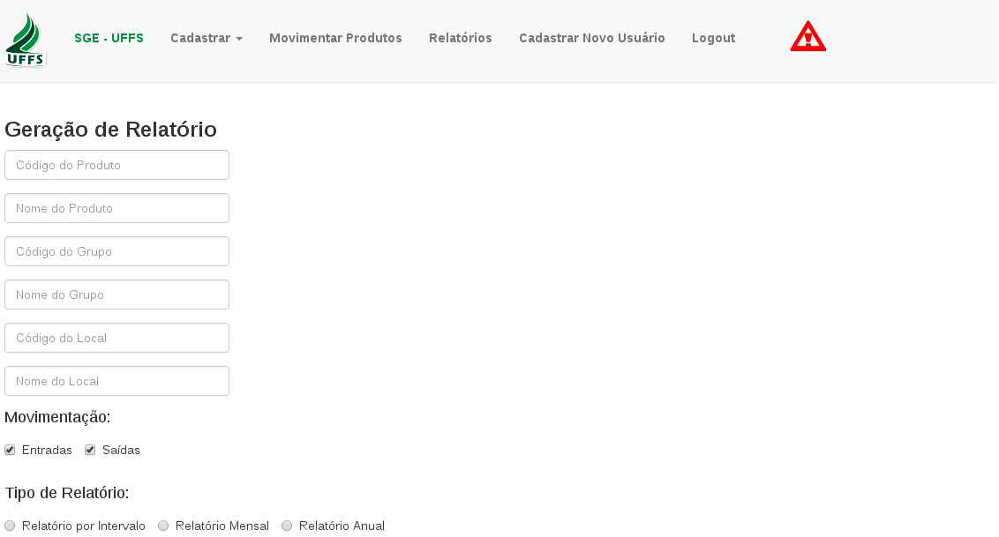 UFFS
SGE - UFFS Cadastrar Movimentar Produtos Relatórios Cadastrar Novo Usuário Logout
Geração de Relatório
Código do Produto
Nome do Produto
Código do Grupo
Nome do Grupo
Código do Local
Nome do Local
Movimentação:
Entradas Saídas
Tipo de Relatório:
Relatório por Intervalo Relatório Mensal Relatório Anual